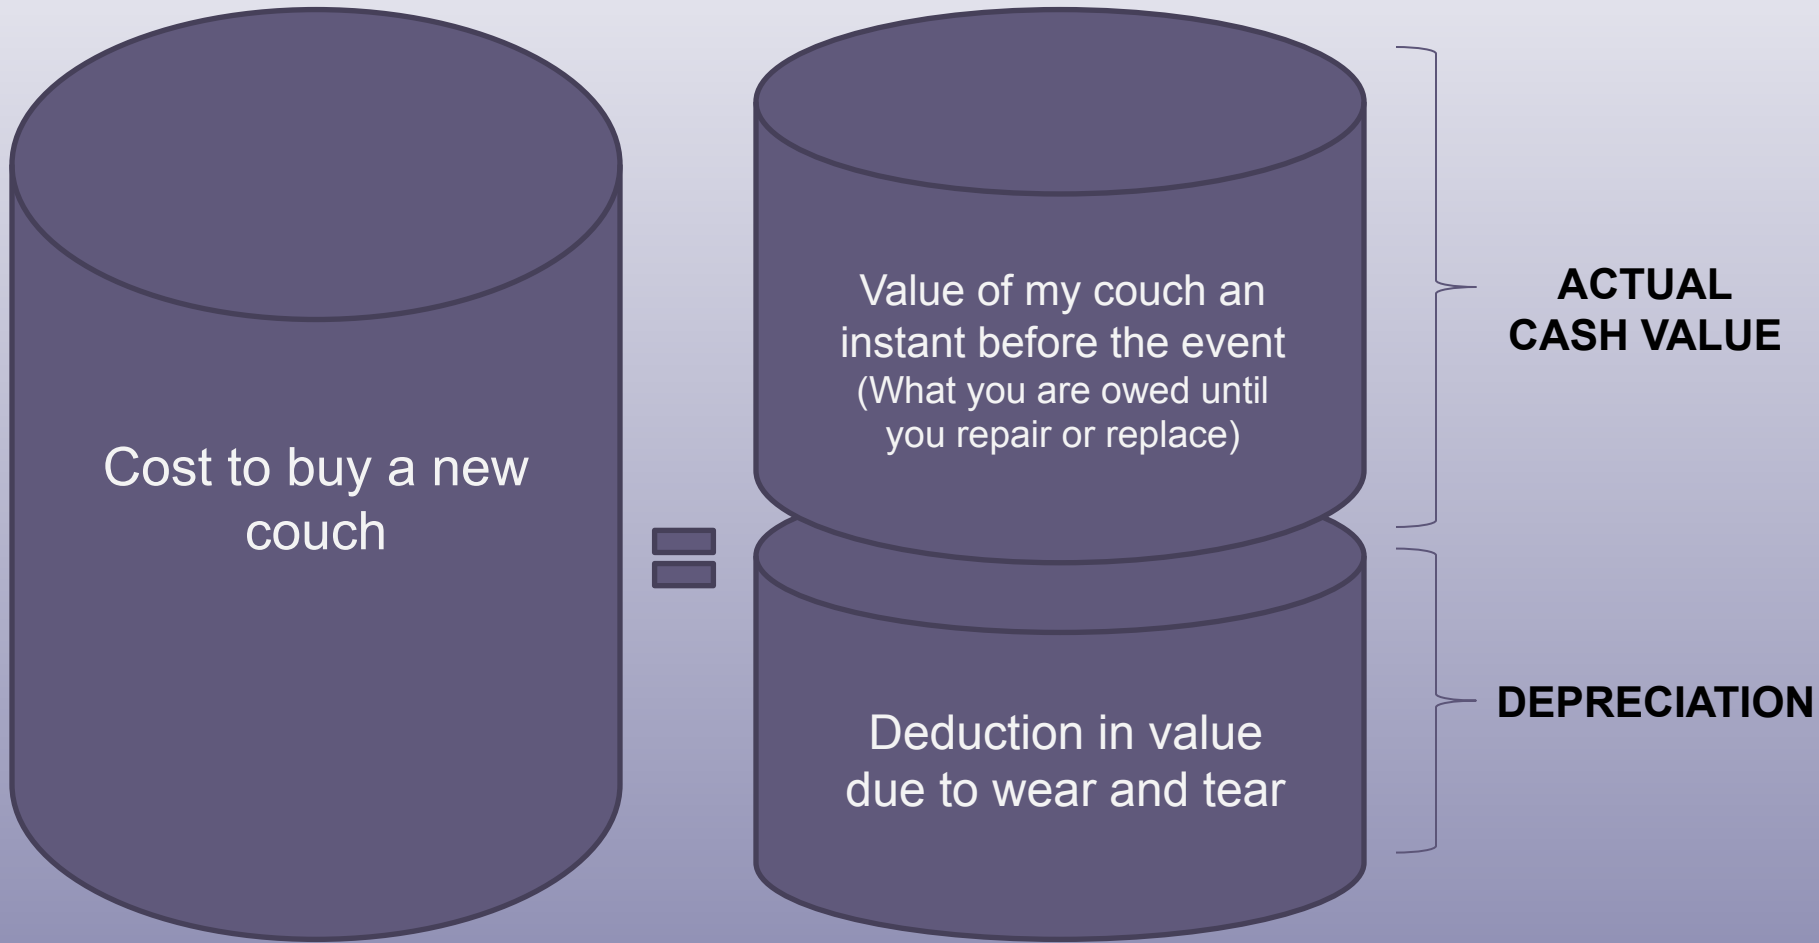 Cost to buy a new
couch
Value of my couch an
instant before the event
(What you are owed until
you repair or replace)
ACTUAL
CASH VALUE
Deduction in value
due to wear and tear
DEPRECIATION